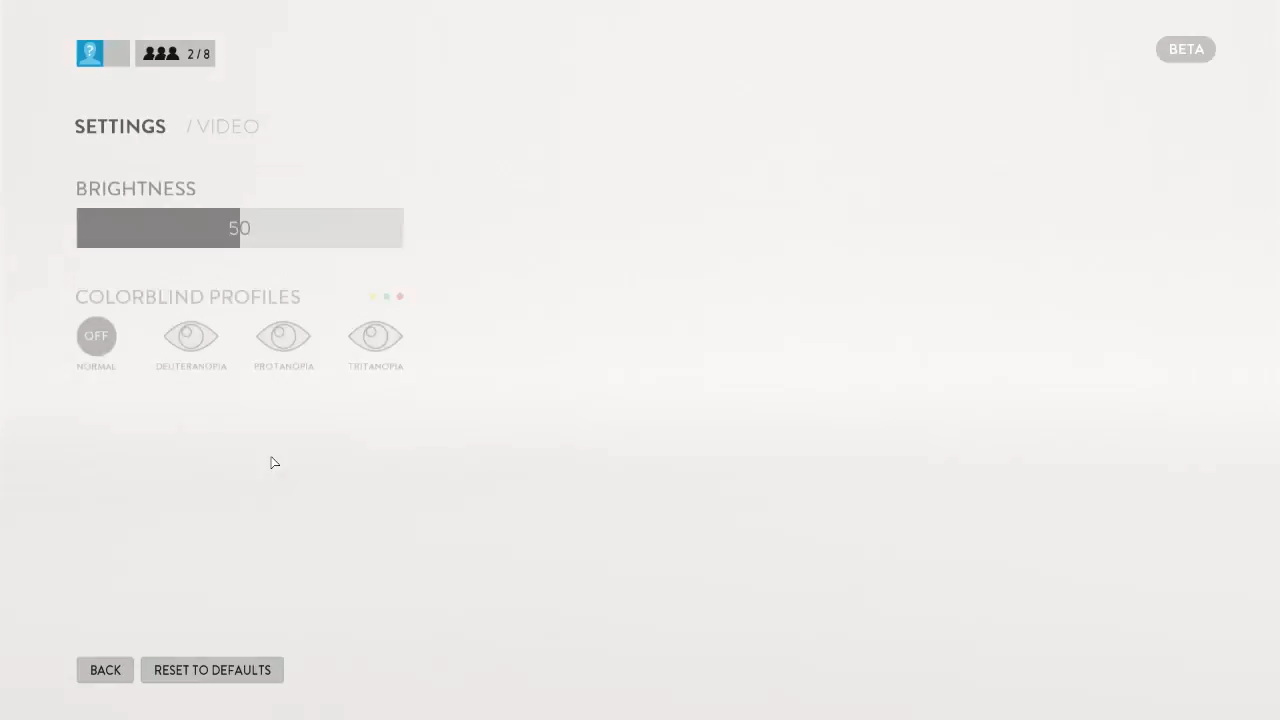 2 / 8
BETA
SETTINGS / VIDEO
BRIGHTNESS
50
COLORBLIND PROFILES
OFF
NORMAL DEUTERANOPIA PROTANOPIA TRITANOPIA
BACK RESET TO DEFAULTS